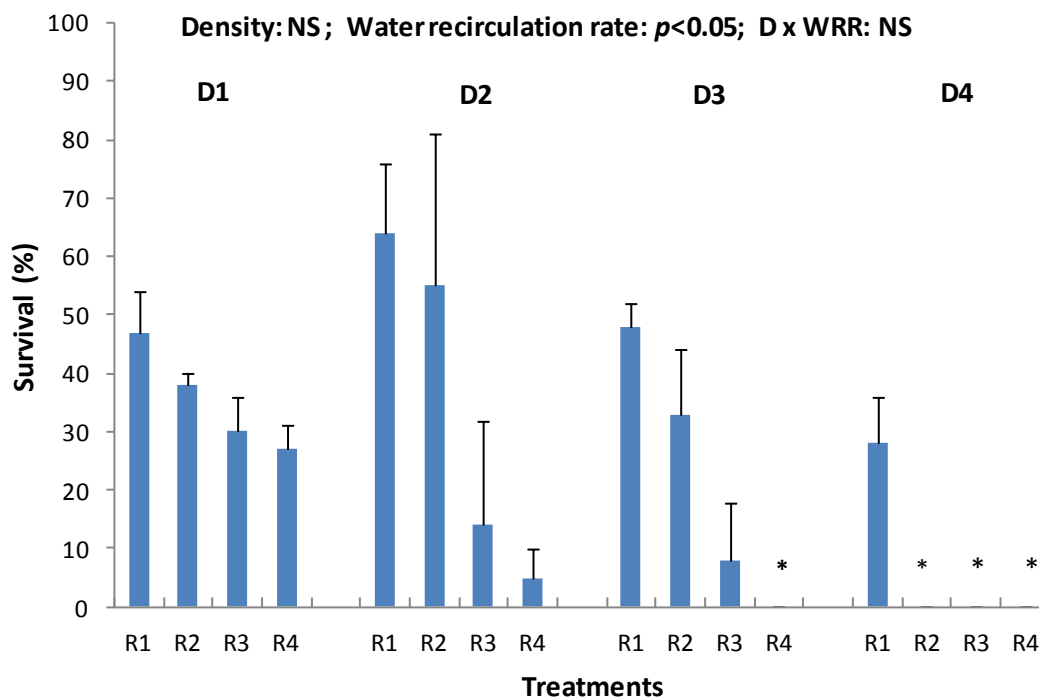 Density: NS ; Water recirculation rate: p<0.05; D x WRR: NS
D1 D2 D3 D4
Survival (%)
100
90
80
70
60
50
40
30
20
10
0
* * * *
R1 R2 R3 R4 R1 R2 R3 R4 R1 R2 R3 R4 R1 R2 R3 R4
Treatments